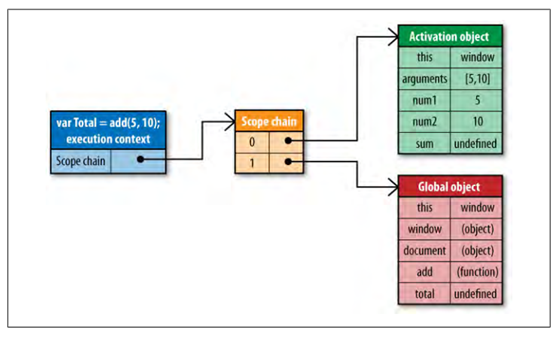 var Total = add(5, 10);
execution context
Scope chain
Scope chain
0
1
Activation object
this window
arguments [5,10]
num1 5
num2 10
sum undefined
Global object
this window
window (object)
document (object)
add (function)
total undefined